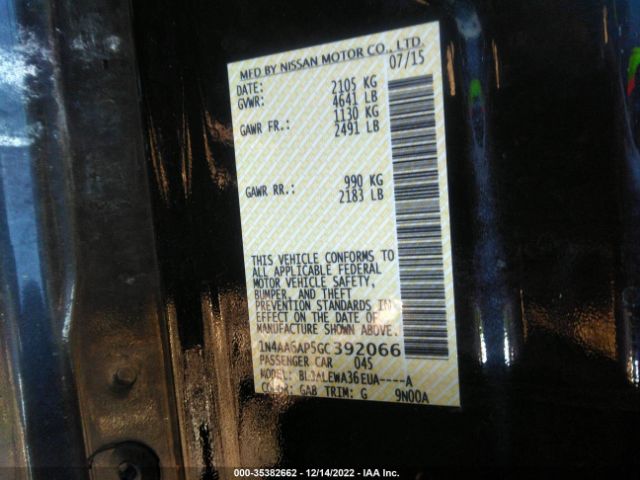 MFD BY NISSAN MOTOR CO., LTD.
DATE: 07/15
GVWR: 2105 KG
4641 LB
GAWR FR.: 1130 KG
2491 LB
GAWR RR.: 990 KG
2183 LB
THIS VEHICLE CONFORMS TO
ALL APPLICABLE FEDERAL
MOTOR VEHICLE SAFETY,
BUMPER, AND THEFT
PREVENTION STANDARDS IN
EFFECT ON THE DATE OF
MANUFACTURE SHOWN ABOVE.
1N4AA6AP5GC392066
PASSENGER CAR 045
MODEL: BLJALEWA36EUA----A
COLOR: GAB TRIM: G 9N00A
000-35382662 - 12/14/2022 - IAA Inc.